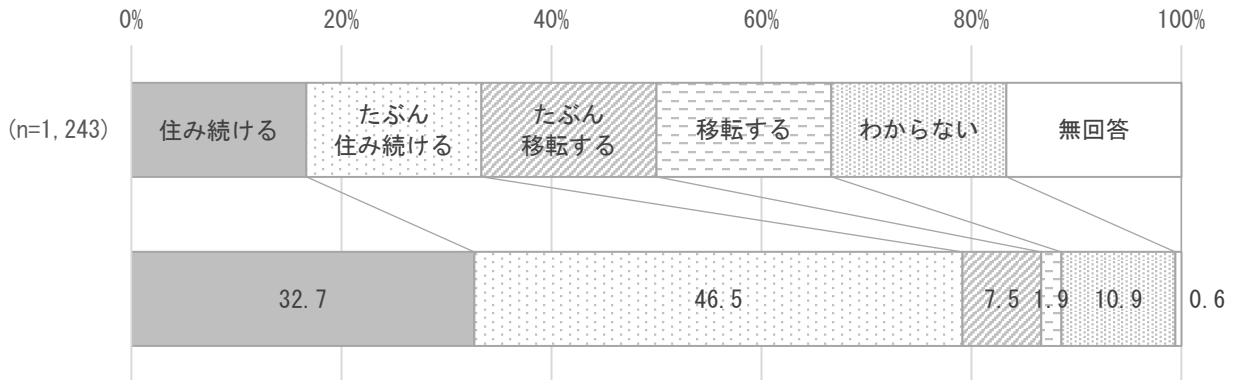 0% 20% 40% 60% 80% 100%
(n=1,243)
住み続ける
たぶん
住み続ける
たぶん
移転する
移転する
わからない
無回答
32.7 46.5 7.5 1.9 10.9 0.6